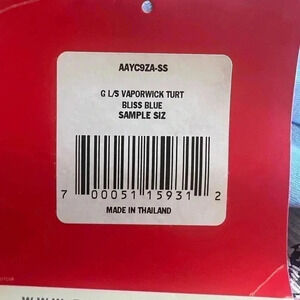 AAYC9ZA-SS
G L/S VAPORWICK TURT
BLISS BLUE
SAMPLE SIZ
7 00051 15931 2
MADE IN THAILAND